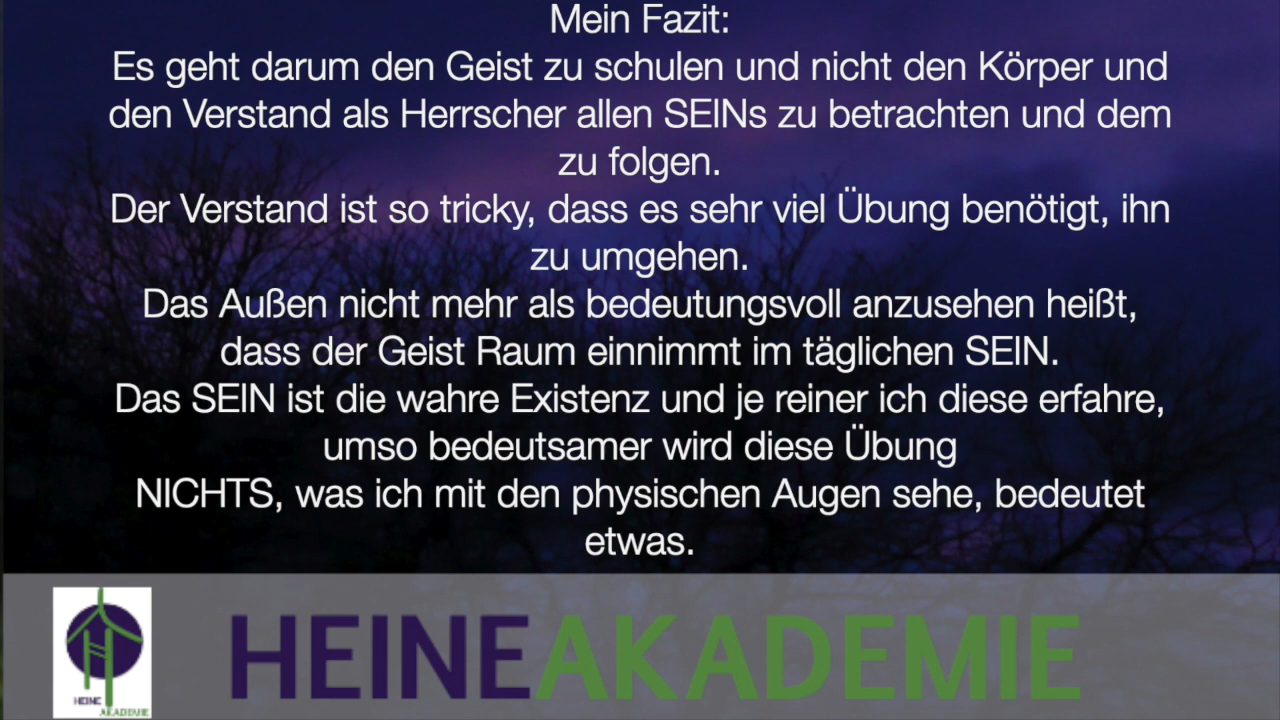 Mein Fazit:
Es geht darum den Geist zu schulen und nicht den Körper und
den Verstand als Herrscher allen SEINs zu betrachten und dem
zu folgen.
Der Verstand ist so tricky, dass es sehr viel Übung benötigt, ihn
zu umgehen.
Das Außen nicht mehr als bedeutungsvoll anzusehen heißt,
dass der Geist Raum einnimmt im täglichen SEIN.
Das SEIN ist die wahre Existenz und je reiner ich diese erfahre,
umso bedeutsamer wird diese Übung
NICHTS, was ich mit den physischen Augen sehe, bedeutet
etwas.
HEINE
AKADEMIE
HEINEAKADEMIE